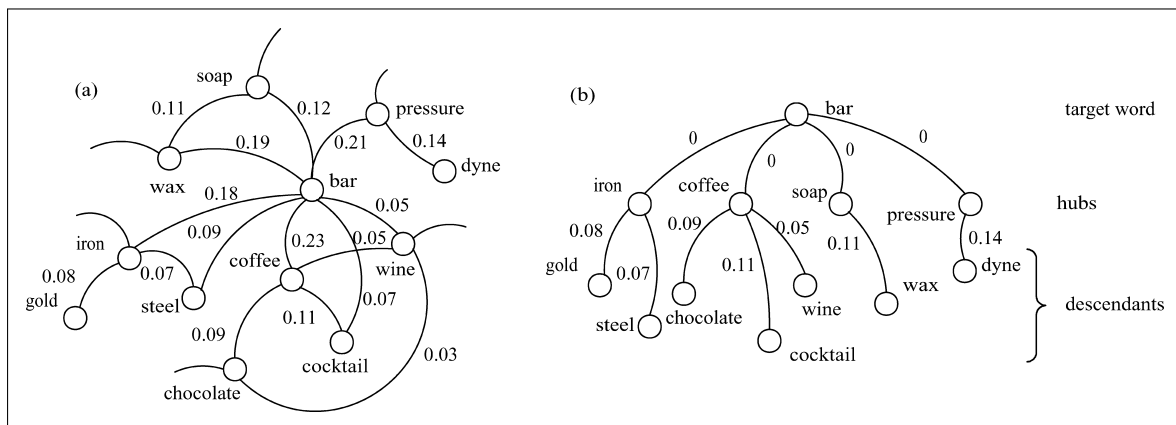 (a)
soap
0.11
0.12
pressure
0.21
0.14
0.19
wax
dyne
bar
0.18
0.05
iron
0.09
0.23
0.05
coffee
wine
0.08
0.07
gold
steel
0.07
0.11
0.09
cocktail
0.03
chocolate
(b)
bar
target word
0
0
0
0
iron
coffee
soap
pressure
hubs
0.08
0.09
0.05
0.14
0.11
0.11
gold
0.07
dyne
wax
steel
chocolate
wine
descendants
cocktail